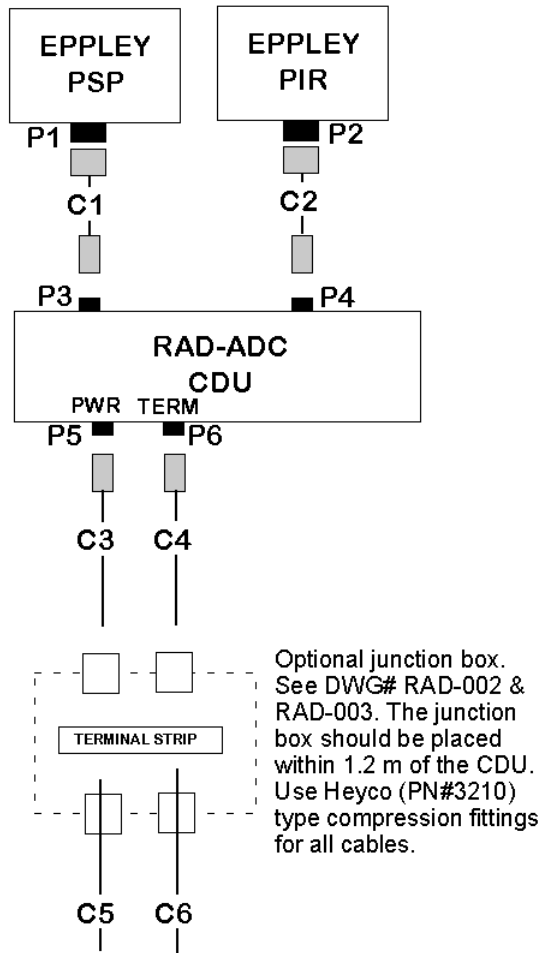 EPPLEY
PSP
EPPLEY
PIR
P1
P2
C1
C2
P3
P4
RAD-ADC
CDU
PWR TERM
P5
P6
C3
C4
Optional junction box.
See DWG# RAD-002 &
RAD-003. The junction
box should be placed
within 1.2 m of the CDU.
Use Heyco (PN#3210)
type compression fittings
for all cables.
TERMINAL STRIP
C5
C6